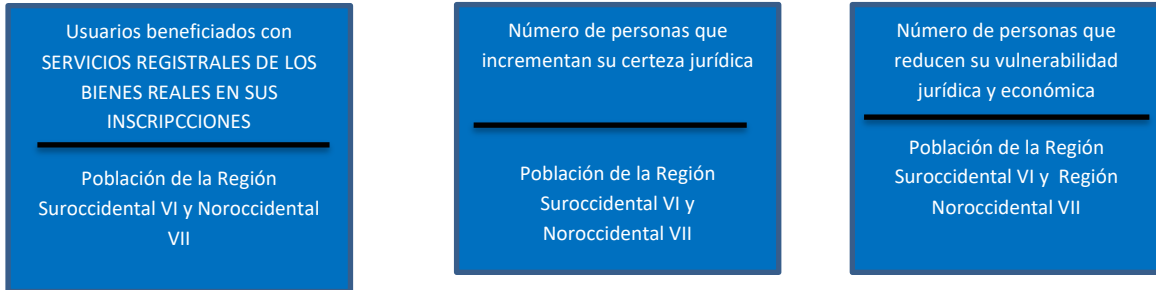 Usuarios beneficiados con
SERVICIOS REGISTRALES DE LOS
BIENES REALES EN SUS
INSCRIPCCIONES
Población de la Región
Suroccidental VI y Noroccidental
VII
Número de personas que
incrementan su certeza jurídica
Población de la Región
Suroccidental VI y
Noroccidental VII
Número de personas que
reducen su vulnerabilidad
jurídica y económica
Población de la Región
Suroccidental VI y Región
Noroccidental VII